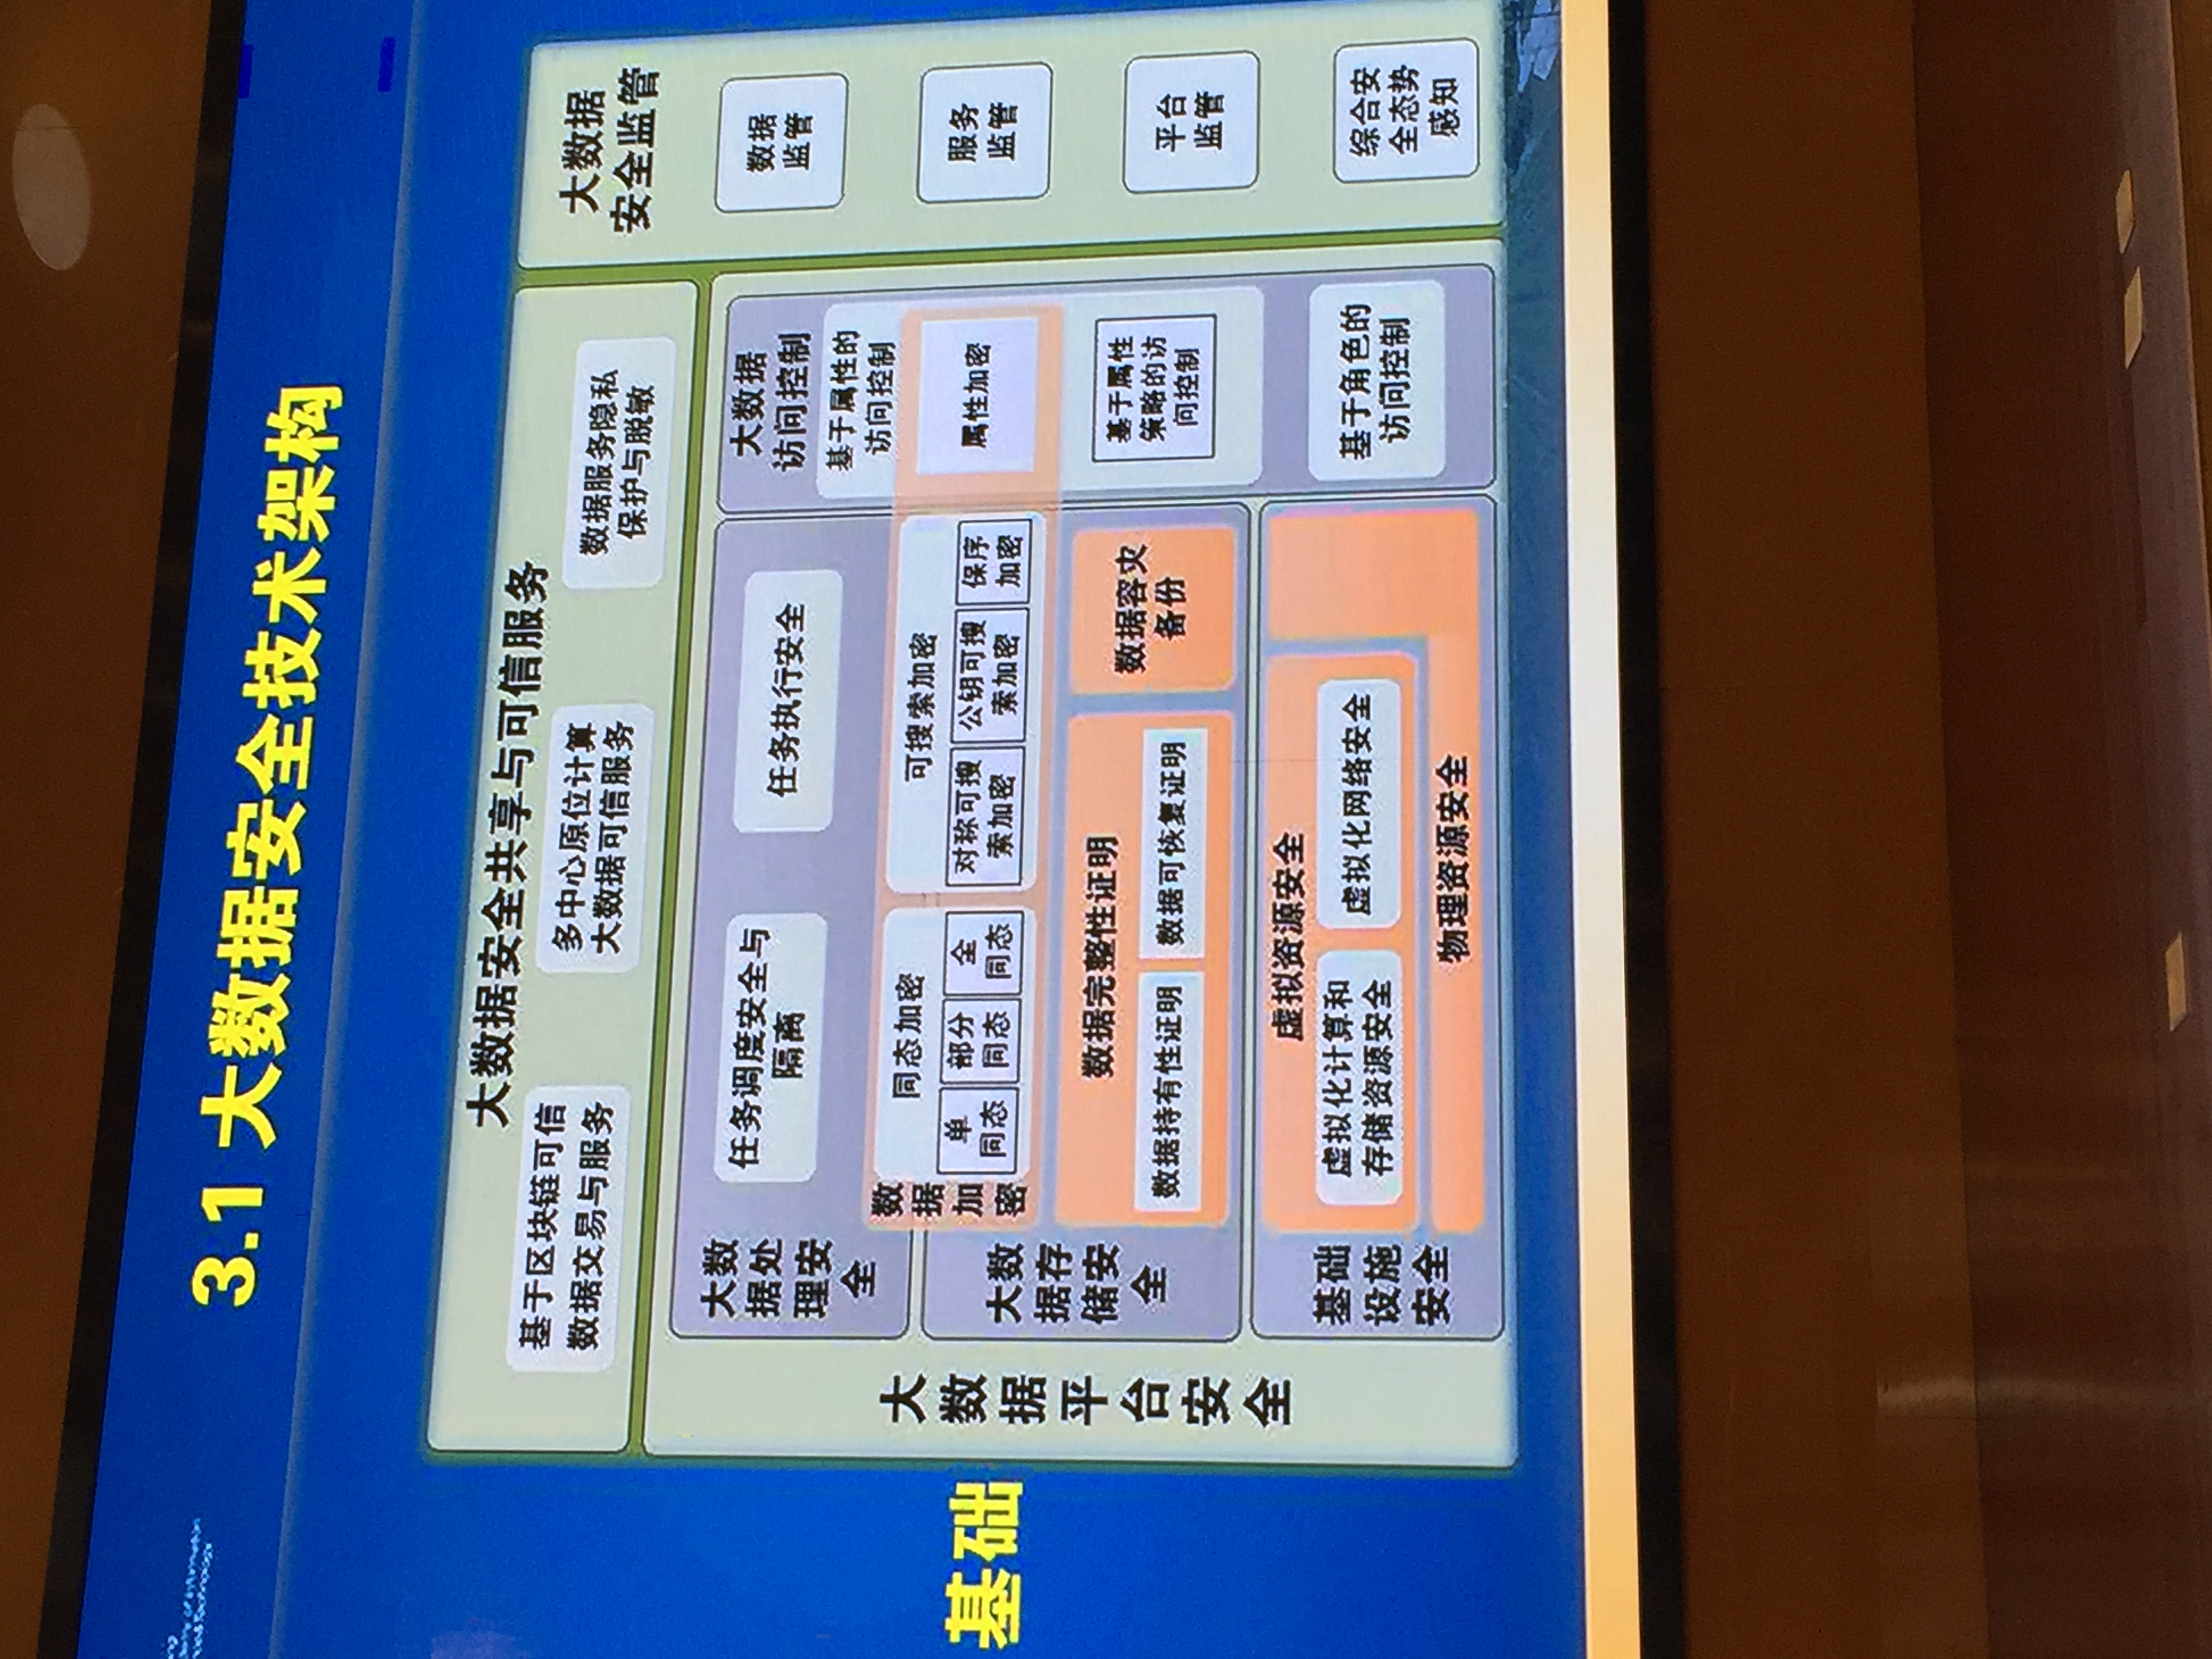 3.1 大数据安全技术架构
大数据安全共享与可信服务
基于区块链可信
数据交易与服务
多中心原位计算
大数据可信服务
数据服务隐私
保护与脱敏
大数据
安全监管
数据
监管
服务
监管
平台
监管
综合安
全态势
感知
基础
大数据平台安全
大数
据处
理安
全
任务调度安全与
隔离
任务执行安全
大数
据存
储安
全
数据加密
同态加密
单
同态
部分
同态
全
同态
可搜索加密
对称可搜
索加密
公钥可搜
索加密
保序
加密
数据完整性证明
数据持有性证明
数据可恢复证明
数据容灾
备份
基础
设施
安全
虚拟资源安全
虚拟化计算和
存储资源安全
虚拟化网络安全
物理资源安全
大数据
访问控制
基于属性的
访问控制
属性加密
基于属性
策略的访
问控制
基于角色的
访问控制